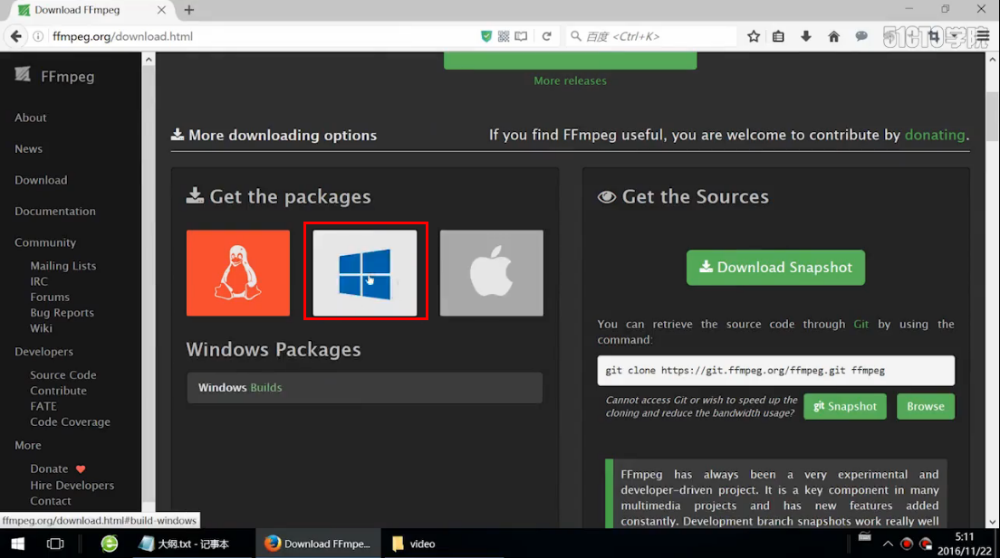 Download FFmpeg
ffmpeg.org/download.html
百度 <Ctrl+K>
51CTO学院
FFmpeg
About
News
Download
Documentation
Community
Mailing Lists
IRC
Forums
Bug Reports
Wiki
Developers
Source Code
Contribute
FATE
Code Coverage
More
Donate
Hire Developers
Contact
ffmpeg.org/download.html#build-windows
More releases
More downloading options
If you find FFmpeg useful, you are welcome to contribute by donating.
Get the packages
Windows Packages
Windows Builds
Get the Sources
Download Snapshot
You can retrieve the source code through Git by using the
command:
git clone https://git.ffmpeg.org/ffmpeg.git ffmpeg
Cannot access Git or wish to speed up the
cloning and reduce the bandwidth usage?
git Snapshot
Browse
FFmpeg has always been a very experimental and
developer-driven project. It is a key component in many
multimedia projects and has new features added
constantly. Development branch snapshots work really well
大纲.txt - 记事本
Download FFmpe...
video
5:11
2016/11/22